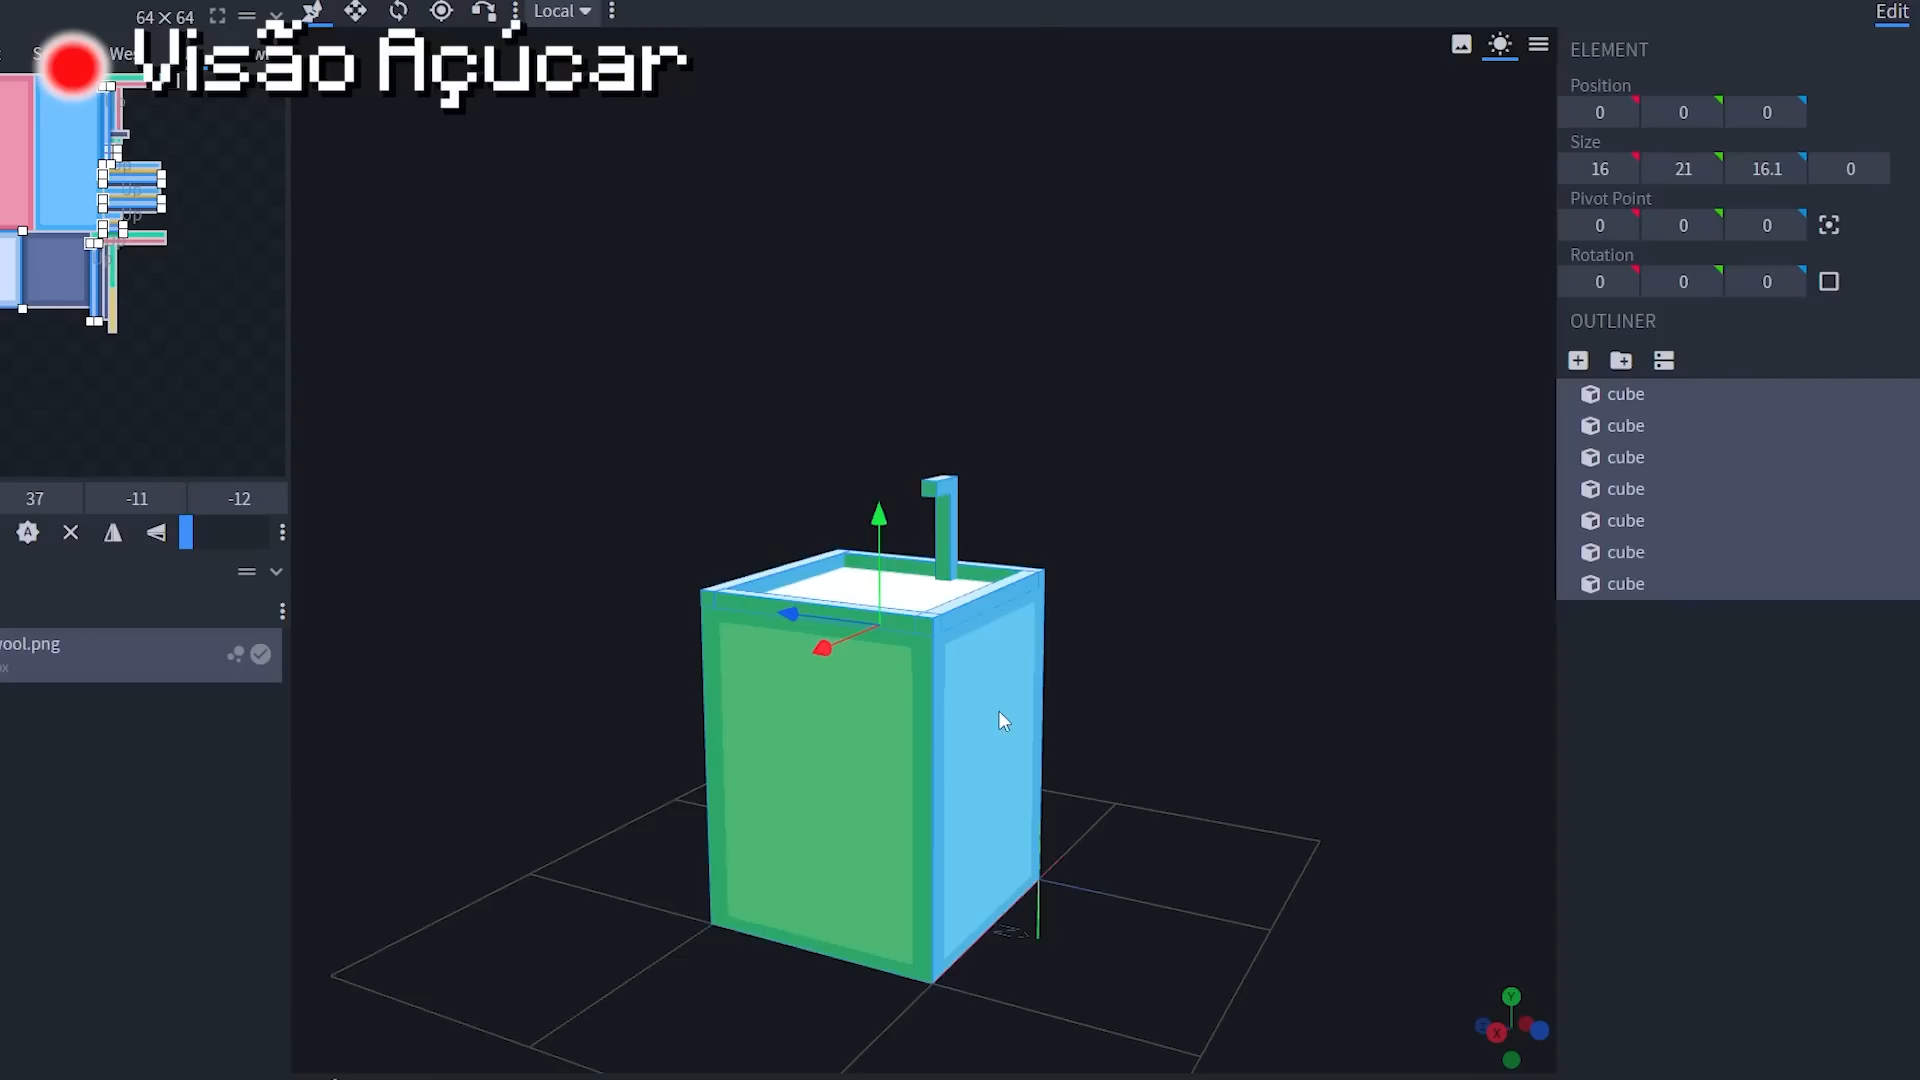 64×64
Local
Edit
Visão Açúcar
ELEMENT
Position
0 0 0
Size
16 21 16.1 0
Pivot Point
0 0 0
Rotation
0 0 0
OUTLINER
cube
cube
cube
cube
cube
cube
cube
Up
Up
37 -11 -12
ool.png
Y
X